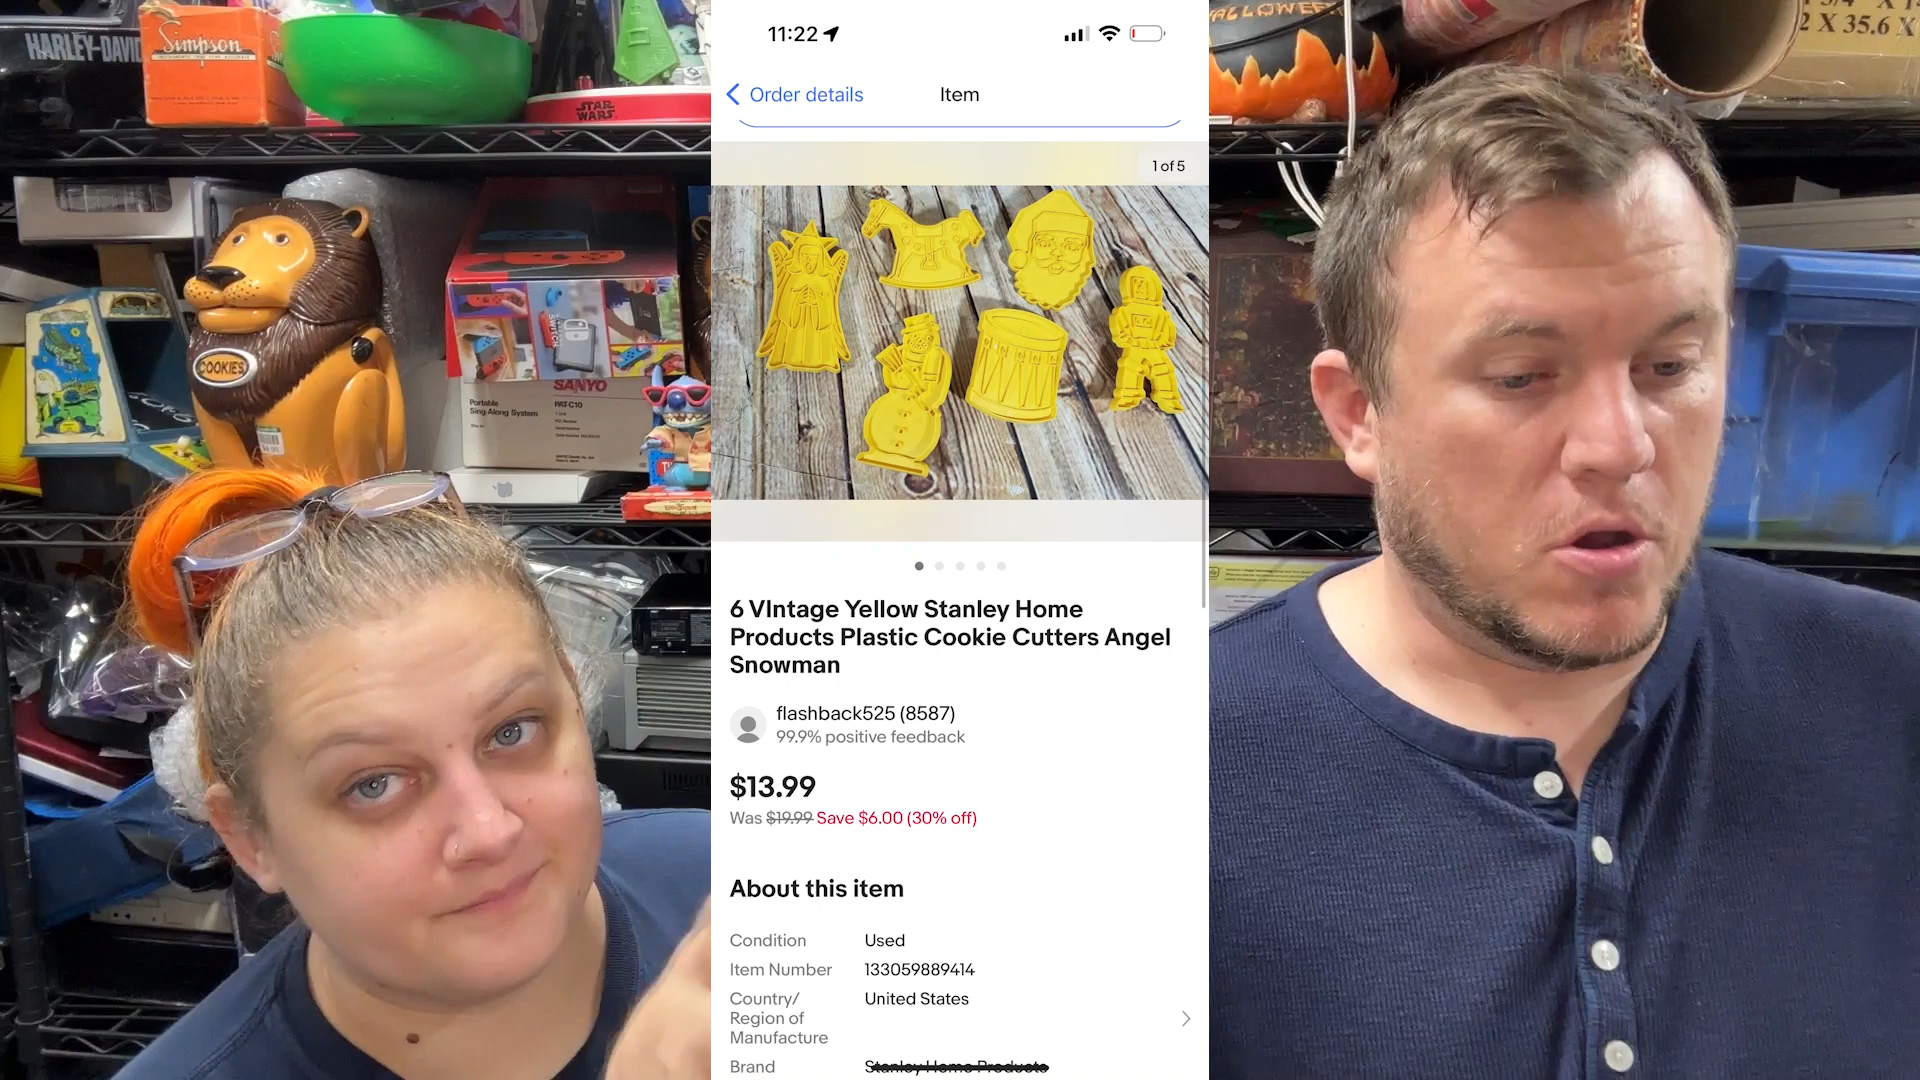 HARLEY-DAVID
Simpson
STAR
WARS
COOKIES
SWITCH
SANYO
Portable
Sing-Along System
PAT-C10
11:22
Order details
Item
1 of 5
6 VIntage Yellow Stanley Home
Products Plastic Cookie Cutters Angel
Snowman
flashback525 (8587)
99.9% positive feedback
$13.99
Was $19.99 Save $6.00 (30% off)
About this item
Condition Used
Item Number 133059889414
Country/
Region of
Manufacture
United States
Brand Stanley Home Products
ALLOWEEN
2 X 35.6 X